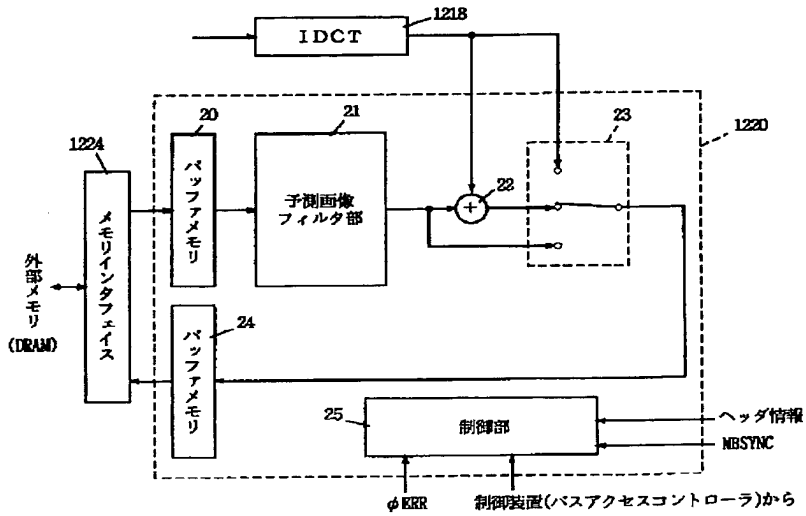 1218
IDCT
20
21
23
1220
1224
バッファメモリ
予測画像
フィルタ部
+
22
メモリインタフェイス
外部メモリ
(DRAM)
24
バッファメモリ
25
制御部
ヘッダ情報
MBSYNC
φERR
制御装置(バスアクセスコントローラ)から